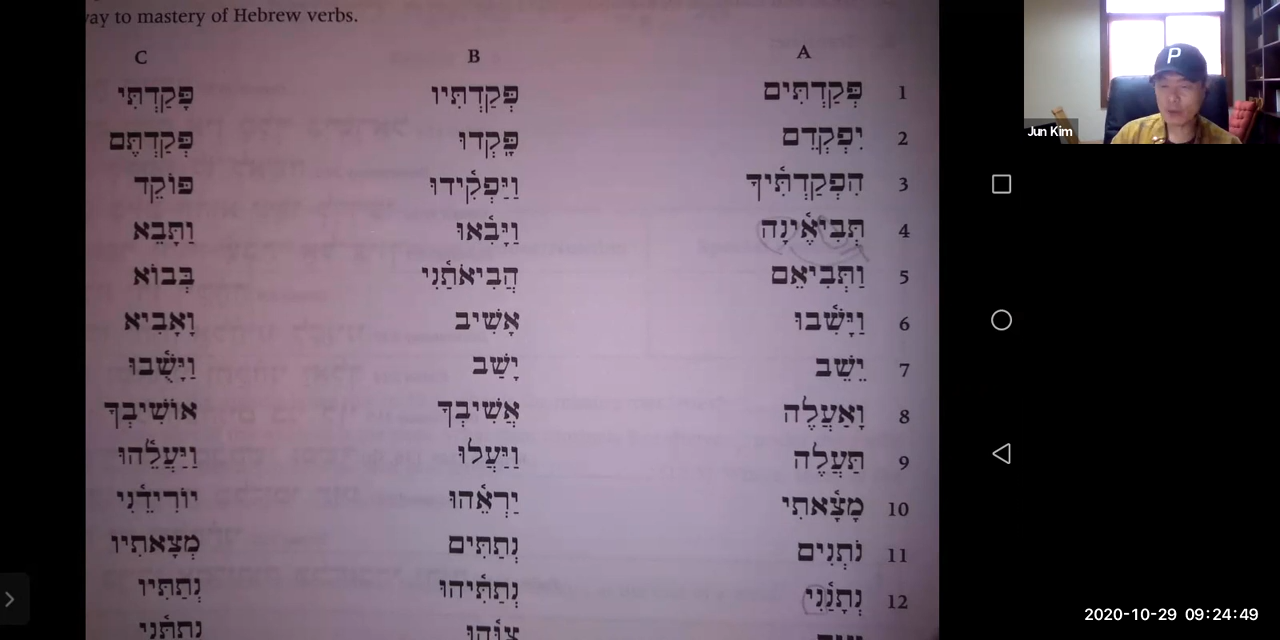 way to mastery of Hebrew verbs.
A B C
1 פְּקַדְתִּים פְּקַדְתִּיו פָּקַדְתִּי
2 יִפְקְדֵם פָּֽקְדוּ פְּקַדְתֶּם
3 הִפְקַדְתִּ֫יךָ וַיַּפְקִ֫ידוּ פּוֹקֵד
4 תְּבִיאֶ֫ינָה וַיָּבִ֫אוּ וַתָּבֵא
5 וַתְּבִיאֵם הֲבִיאֹתַ֫נִי בְּבוֹא
6 וַיָּשִׁ֫בוּ אָשִׁיב וָאָבִיא
7 יֵשֵׁב יָשַׁב וַיָּשֻׁ֫בוּ
8 וָאַעֲלֶה אֲשִׁיבְךָ אוֹשִׁיבְךָ
9 תַּעֲלֶה וַיַּעֲלוּ וַיַּעֲלֵ֫הוּ
10 מָצָ֫אתִי יַרְאֵ֫הוּ יוֹרִידֵ֫נִי
11 נֹתְנִים נְתַתִּים מְצָאתִיו
12 נְתָנַ֫נִי נְתַתִּ֫יהוּ נְתַתִּיו
נְתַתַּ֫נִי
Jun Kim
2020-10-29 09:24:49